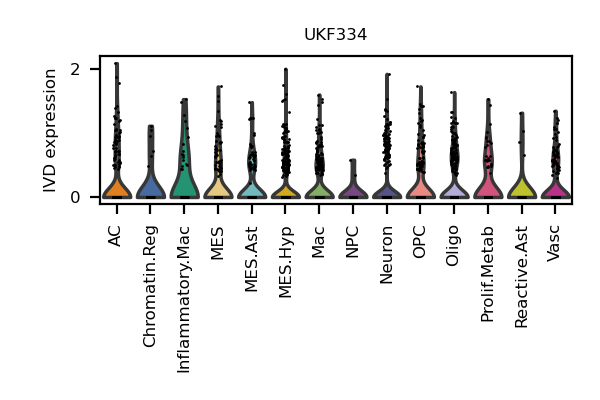 UKF334
IVD expression
2
0
AC
Chromatin.Reg
Inflammatory.Mac
MES
MES.Ast
MES.Hyp
Mac
NPC
Neuron
OPC
Oligo
Prolif.Metab
Reactive.Ast
Vasc